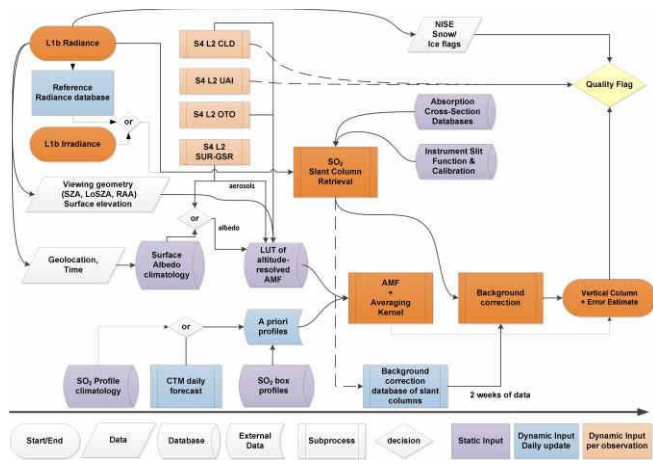 L1b Radiance
Reference
Radiance database
or
L1b Irradiance
S4 L2 CLD
S4 L2 UAI
S4 L2 OTO
S4 L2
SUR-GSR
NISE
Snow/
Ice flags
Quality Flag
Absorption
Cross-Section
Databases
Instrument Slit
Function &
Calibration
SO2
Slant Column
Retrieval
Viewing geometry
(SZA, LoSZA, RAA)
Surface elevation
aerosols
or
albedo
Geolocation,
Time
Surface
Albedo
climatology
LUT of
altitude-
resolved
AMF
AMF
+
Averaging
Kernel
Background
correction
Vertical Column
+ Error Estimate
or
A priori
profiles
SO2 Profile
climatology
CTM daily
forecast
SO2 box
profiles
Background
correction
database of slant
columns
2 weeks of data
Start/End
Data
Database
External
Data
Subprocess
decision
Static Input
Dynamic Input
Daily update
Dynamic Input
per observation